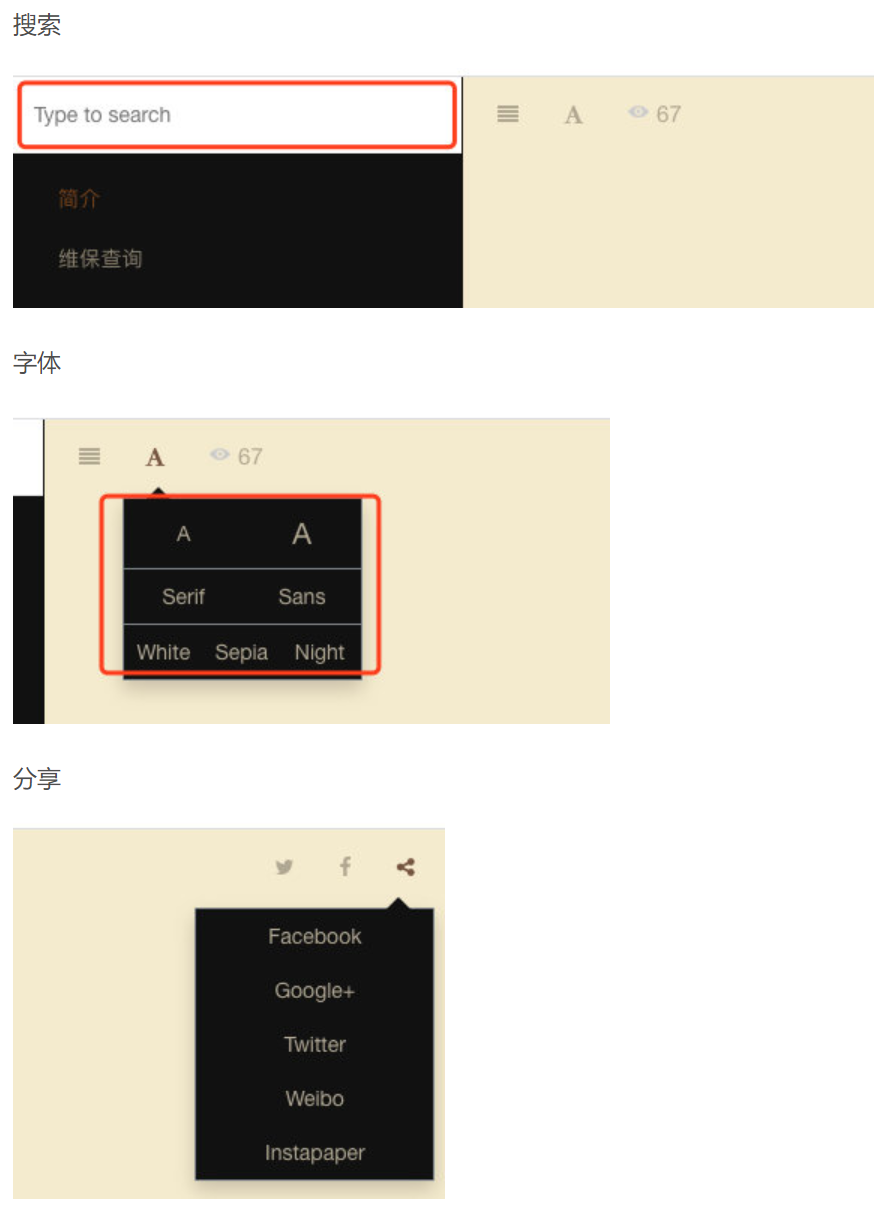 搜索
Type to search
A 67
简介
维保查询
字体
A 67
A A
Serif Sans
White Sepia Night
分享
Facebook
Google+
Twitter
Weibo
Instapaper